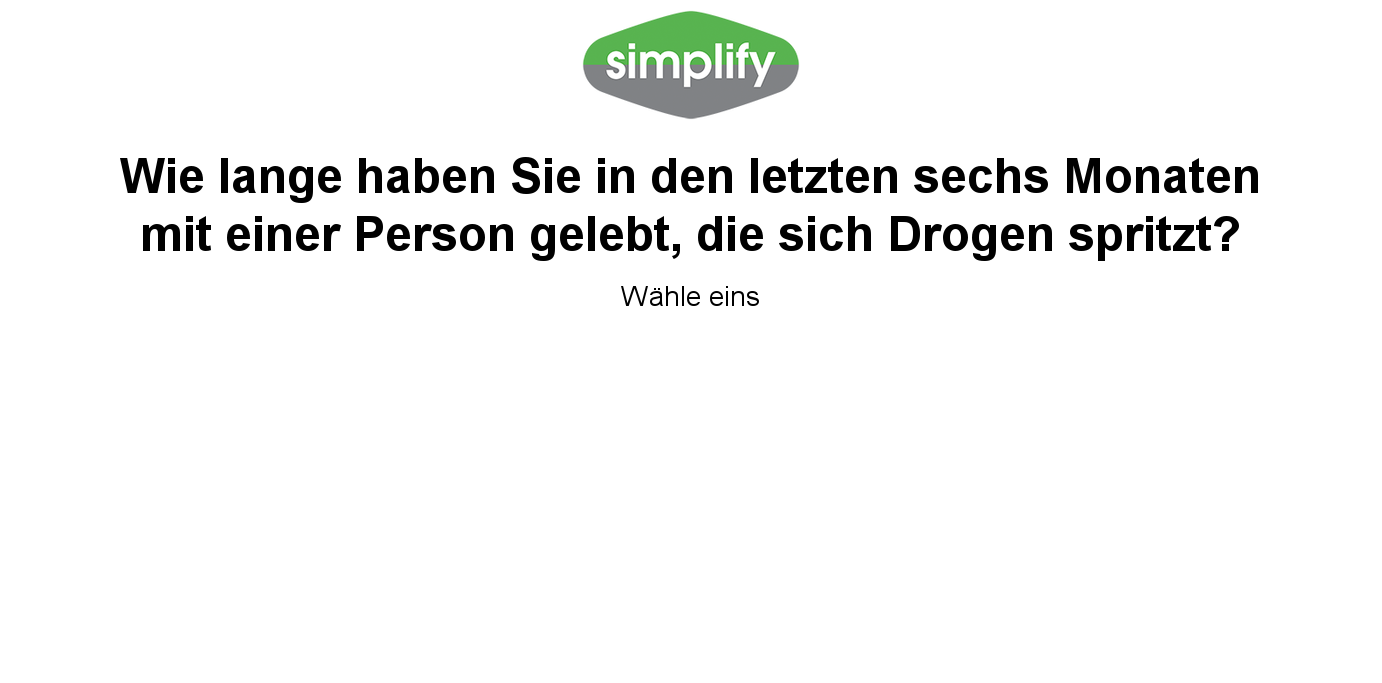 simplify
Wie lange haben Sie in den letzten sechs Monaten
mit einer Person gelebt, die sich Drogen spritzt?
Wähle eins